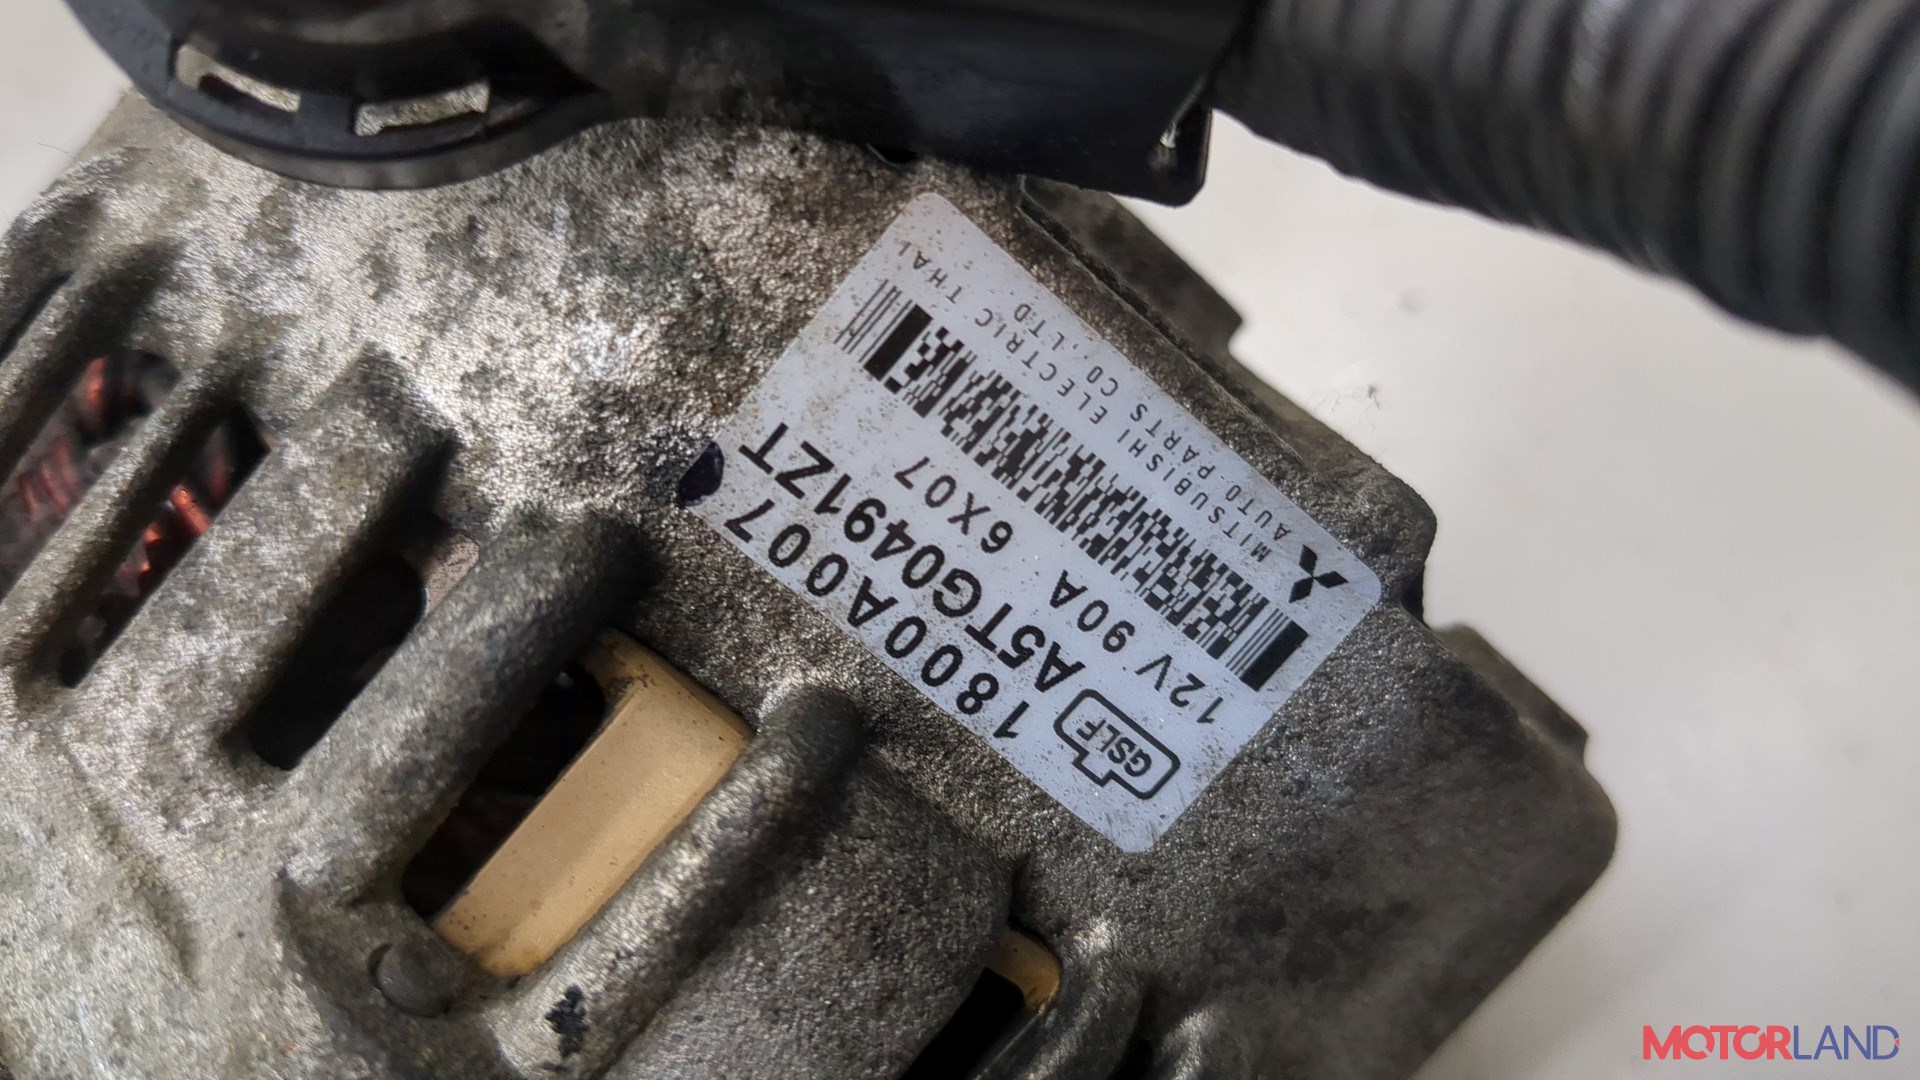 1800A007
A5TG0491ZT
GSLF
12V 90A 6X07
MITSUBISHI ELECTRIC THAI
AUTO.PARTS CO.,LTD
MOTORLAND